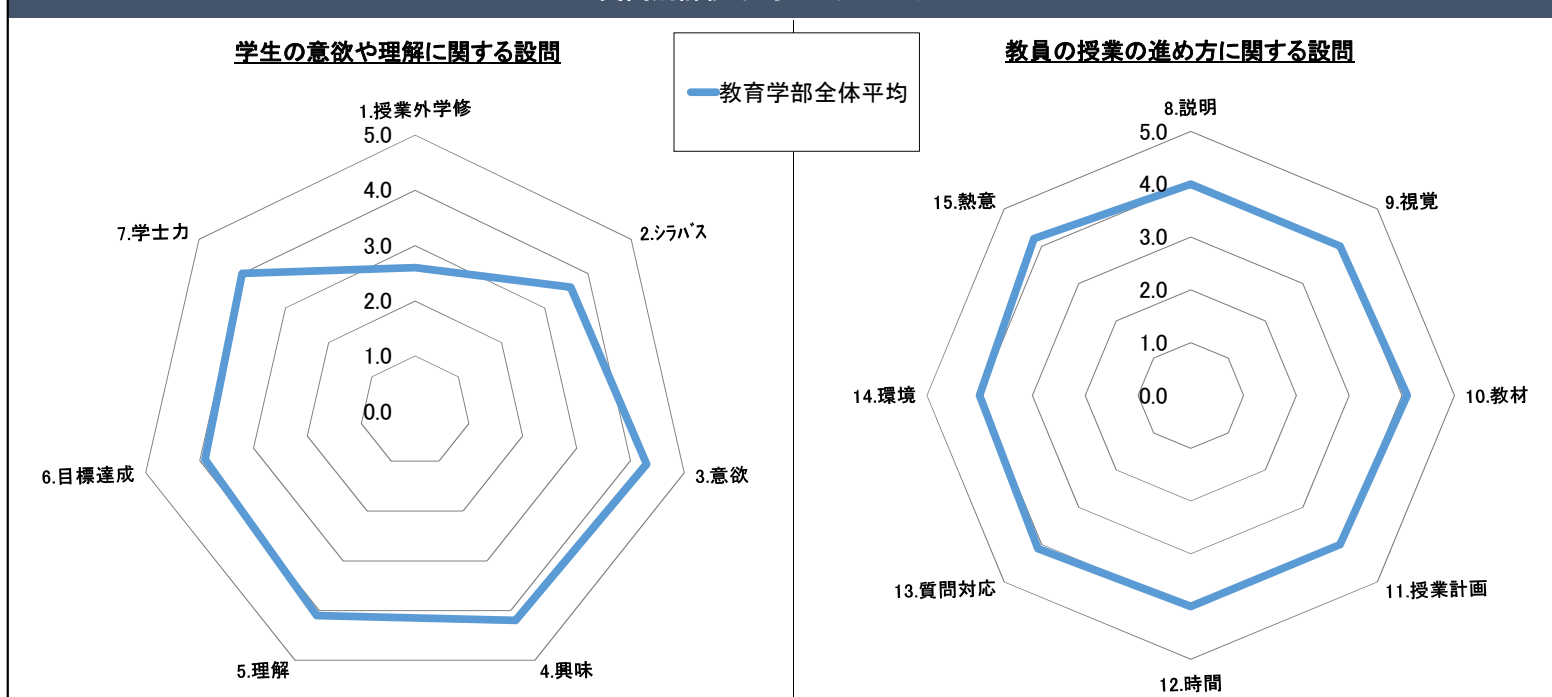 学生の意欲や理解に関する設問
1.授業外学修
5.0
4.0
3.0
2.0
1.0
0.0
2.シラバス
3.意欲
4.興味
5.理解
6.目標達成
7.学士力
教育学部全体平均
教員の授業の進め方に関する設問
8.説明
5.0
4.0
3.0
2.0
1.0
0.0
9.視覚
10.教材
11.授業計画
12.時間
13.質問対応
14.環境
15.熱意